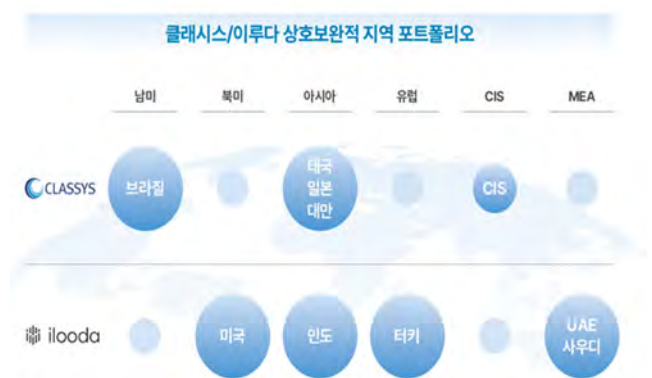 클래시스/이루다 상호보완적 지역 포트폴리오
남미 북미 아시아 유럽 CIS MEA
CLASSYS
브라질
태국
일본
대만
CIS
ilooda
미국
인도
터키
UAE
사우디